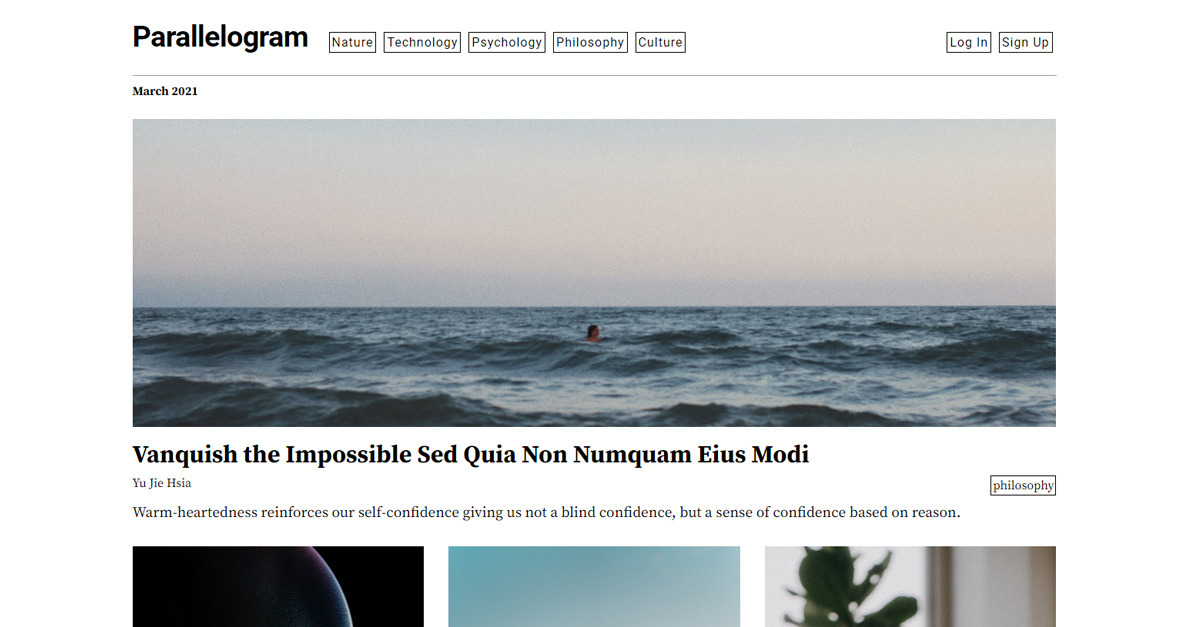 Parallelogram Nature Technology Psychology Philosophy Culture Log In Sign Up
March 2021
Vanquish the Impossible Sed Quia Non Numquam Eius Modi
Yu Jie Hsia
philosophy
Warm-heartedness reinforces our self-confidence giving us not a blind confidence, but a sense of confidence based on reason.